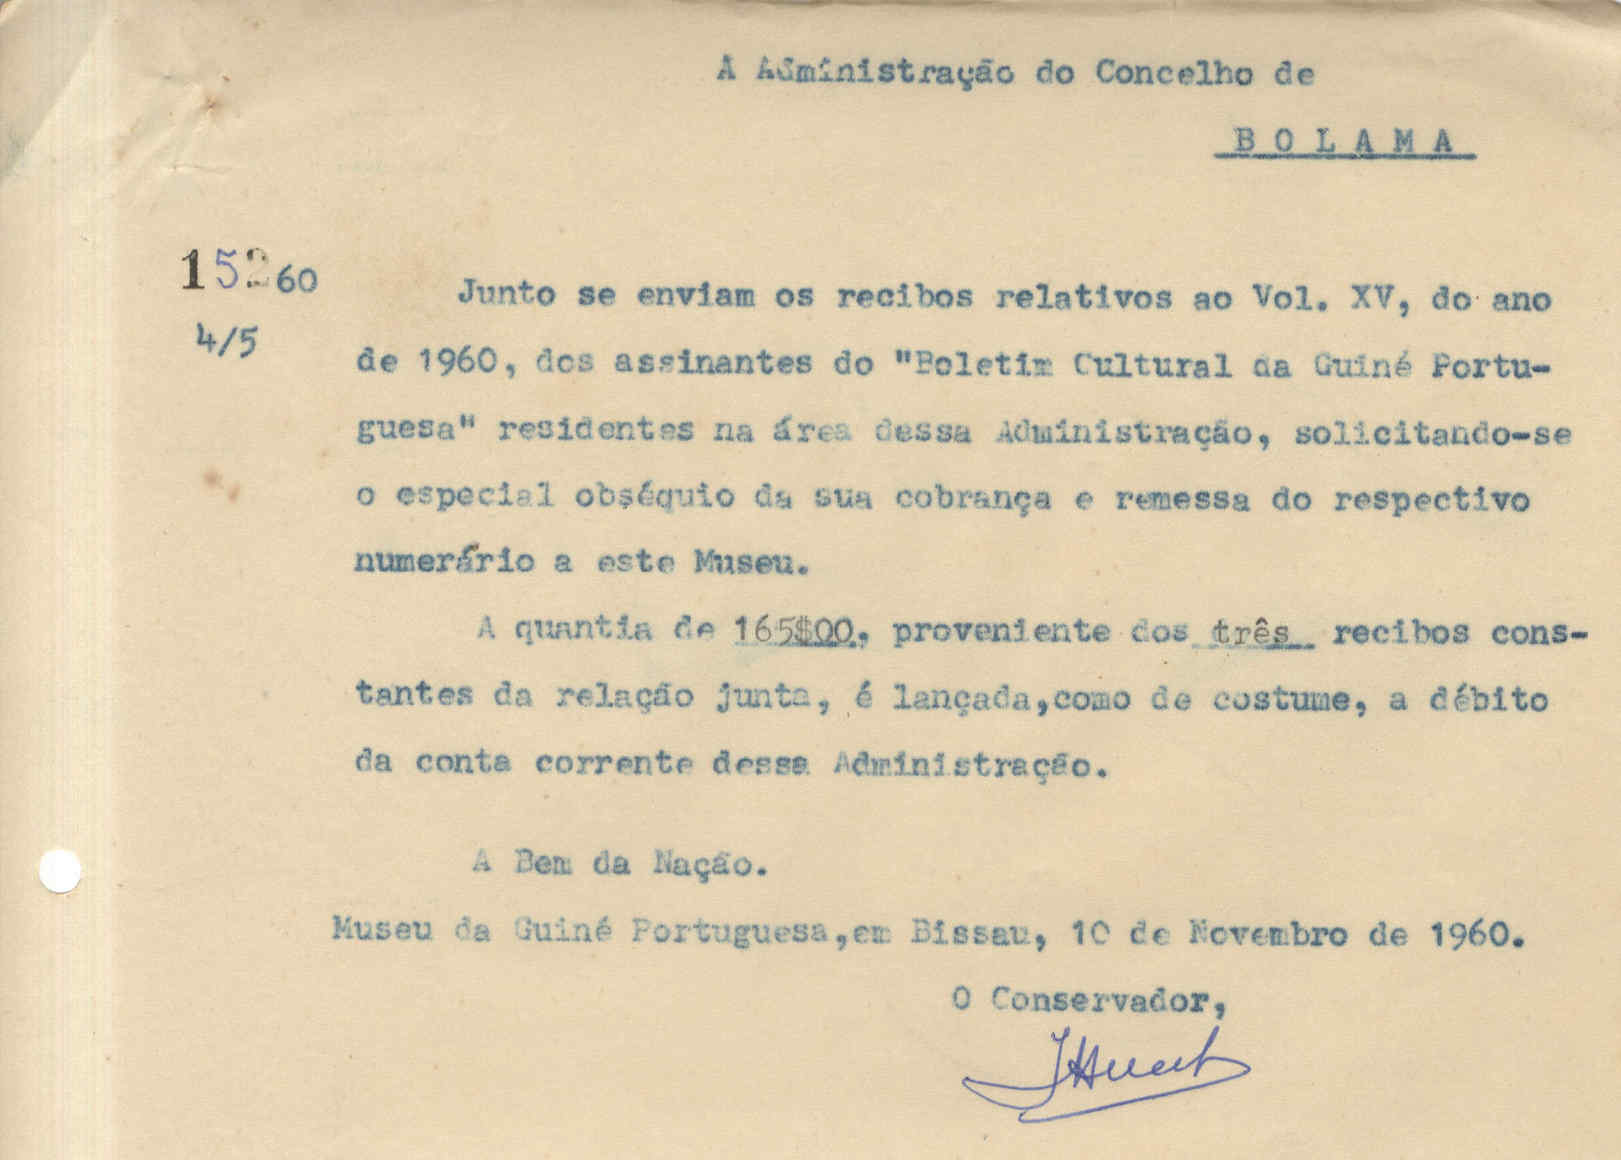 A Administração do Concelho de
BOLAMA
152 60
4/5
Junto se enviam os recibos relativos ao Vol. XV, do ano
de 1960, dos assinantes do "Boletim Cultural da Guiné Portu-
guesa" residentes na área dessa Administração, solicitando-se
o especial obséquio da sua cobrança e remessa do respectivo
numerário a este Museu.
A quantia de 165$00, proveniente dos três recibos cons-
tantes da relação junta, é lançada,como de costume, a débito
da conta corrente dessa Administração.
A Bem da Nação.
Museu da Guiné Portuguesa,em Bissau, 10 de Novembro de 1960.
O Conservador,